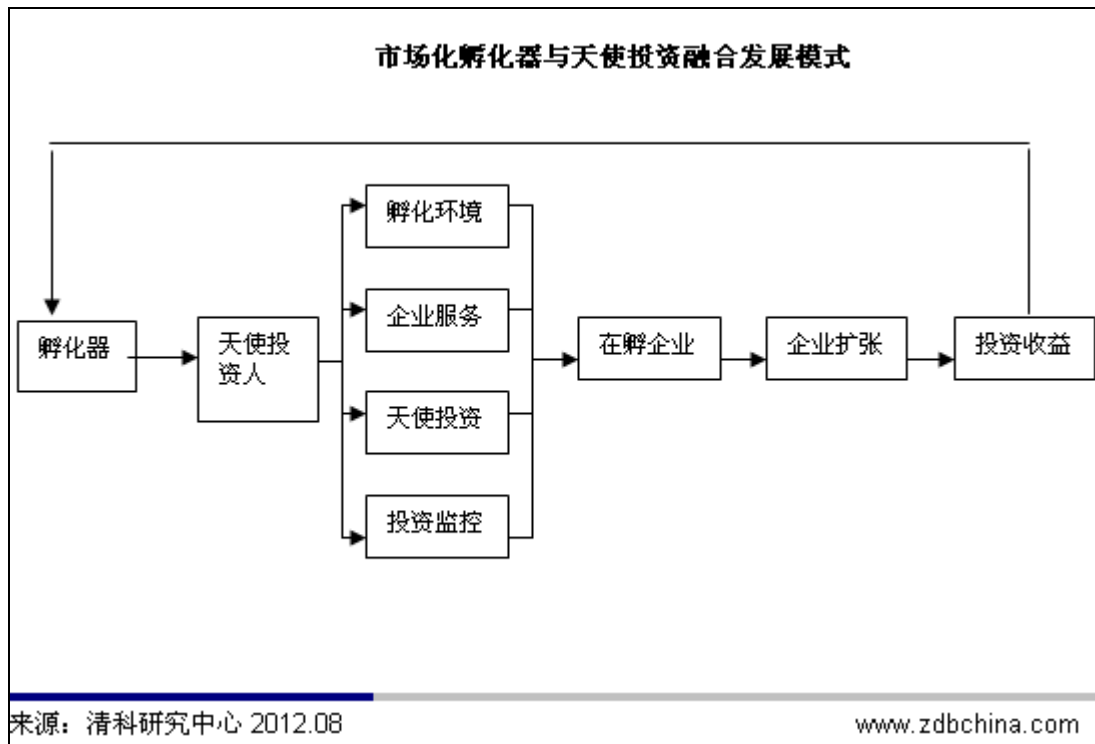 市场化孵化器与天使投资融合发展模式
孵化环境
企业服务
孵化器
天使投
资人
在孵企业
企业扩张
投资收益
天使投资
投资监控
来源：清科研究中心 2012.08
www.zdbchina.com